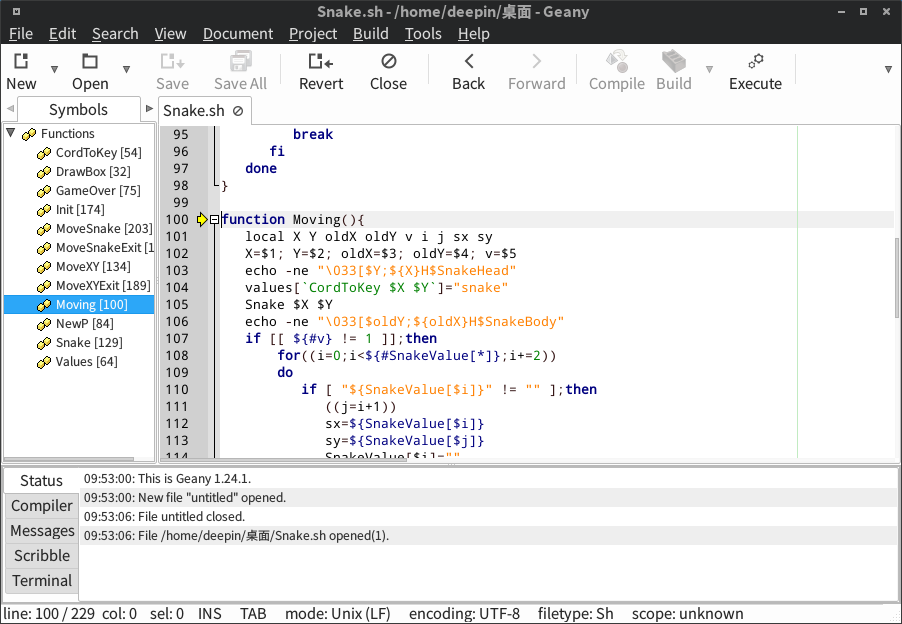 Snake.sh - /home/deepin/桌面 - Geany
File Edit Search View Document Project Build Tools Help
New Open Save Save All Revert Close Back Forward Compile Build Execute
Symbols
Functions
CordToKey [54]
DrawBox [32]
GameOver [75]
Init [174]
MoveSnake [203]
MoveSnakeExit [1
MoveXY [134]
MoveXYExit [189]
Moving [100]
NewP [84]
Snake [129]
Values [64]
Snake.sh
95 break
96 fi
97 done
98 }
99
100 function Moving(){
101 local X Y oldX oldY v i j sx sy
102 X=$1; Y=$2; oldX=$3; oldY=$4; v=$5
103 echo -ne "\033[$Y;${X}H$SnakeHead"
104 values[`CordToKey $X $Y`]="snake"
105 Snake $X $Y
106 echo -ne "\033[$oldY;${oldX}H$SnakeBody"
107 if [[ ${#v} != 1 ]];then
108 for((i=0;i<${#SnakeValue[*]};i+=2))
109 do
110 if [ "${SnakeValue[$i]}" != "" ];then
111 ((j=i+1))
112 sx=${SnakeValue[$i]}
113 sy=${SnakeValue[$j]}
114 SnakeValue[$i]=""
Status
Compiler
Messages
Scribble
Terminal
09:53:00: This is Geany 1.24.1.
09:53:00: New file "untitled" opened.
09:53:06: File untitled closed.
09:53:06: File /home/deepin/桌面/Snake.sh opened(1).
line: 100 / 229 col: 0 sel: 0 INS TAB mode: Unix (LF) encoding: UTF-8 filetype: Sh scope: unknown